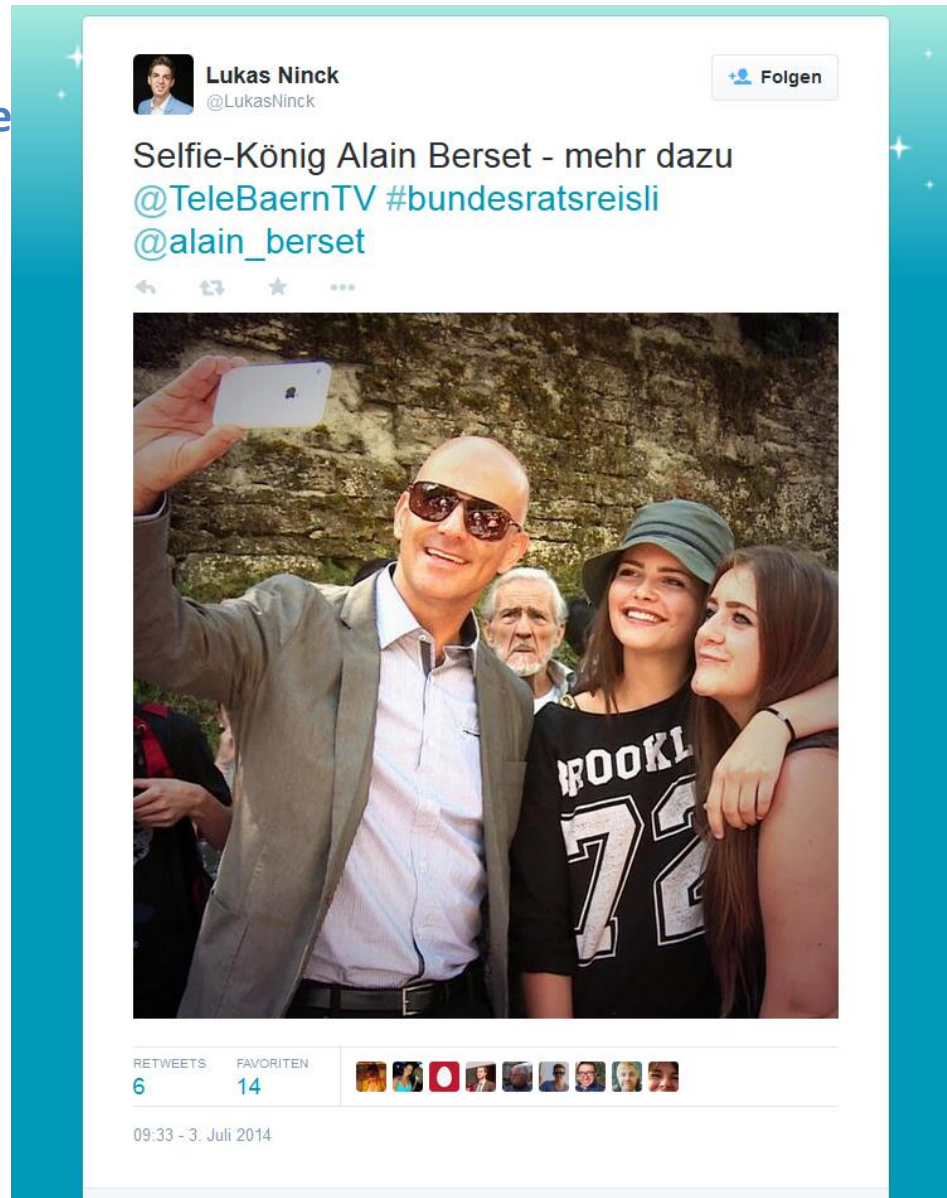 e
Lukas Ninck
@LukasNinck
Folgen
Selfie-König Alain Berset - mehr dazu
@TeleBaernTV #bundesratsreisli
@alain_berset
BROOKL
72
RETWEETS FAVORITEN
6 14
09:33 - 3. Juli 2014